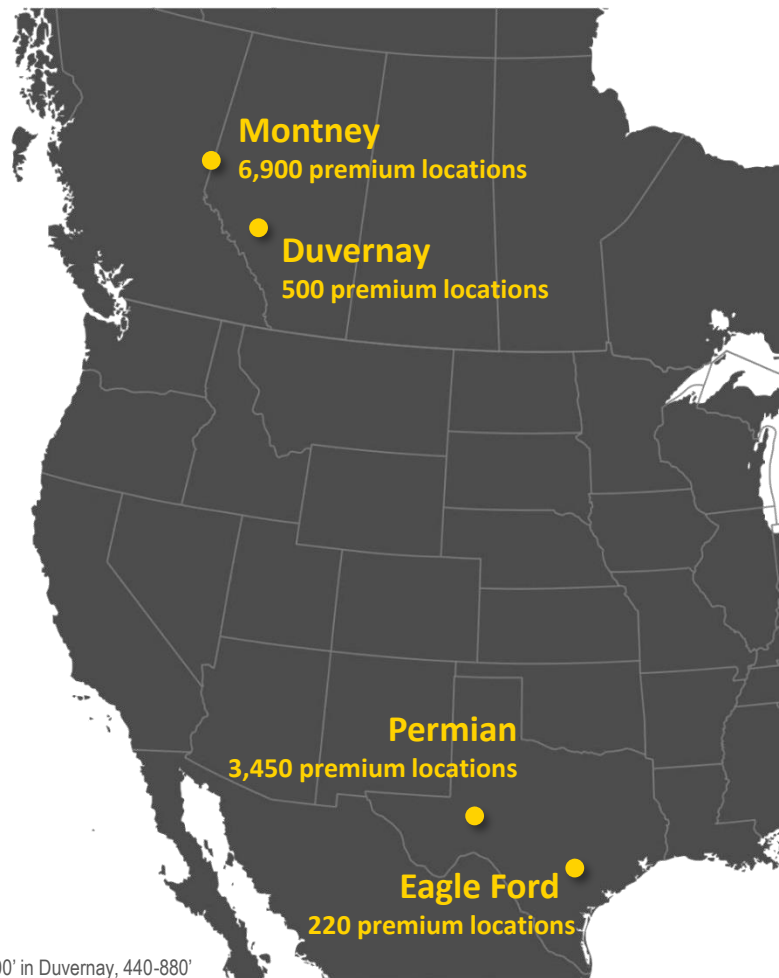 Montney
6,900 premium locations
Duvernay
500 premium locations
Permian
3,450 premium locations
Eagle Ford
220 premium locations
0' in Duvernay, 440-880'